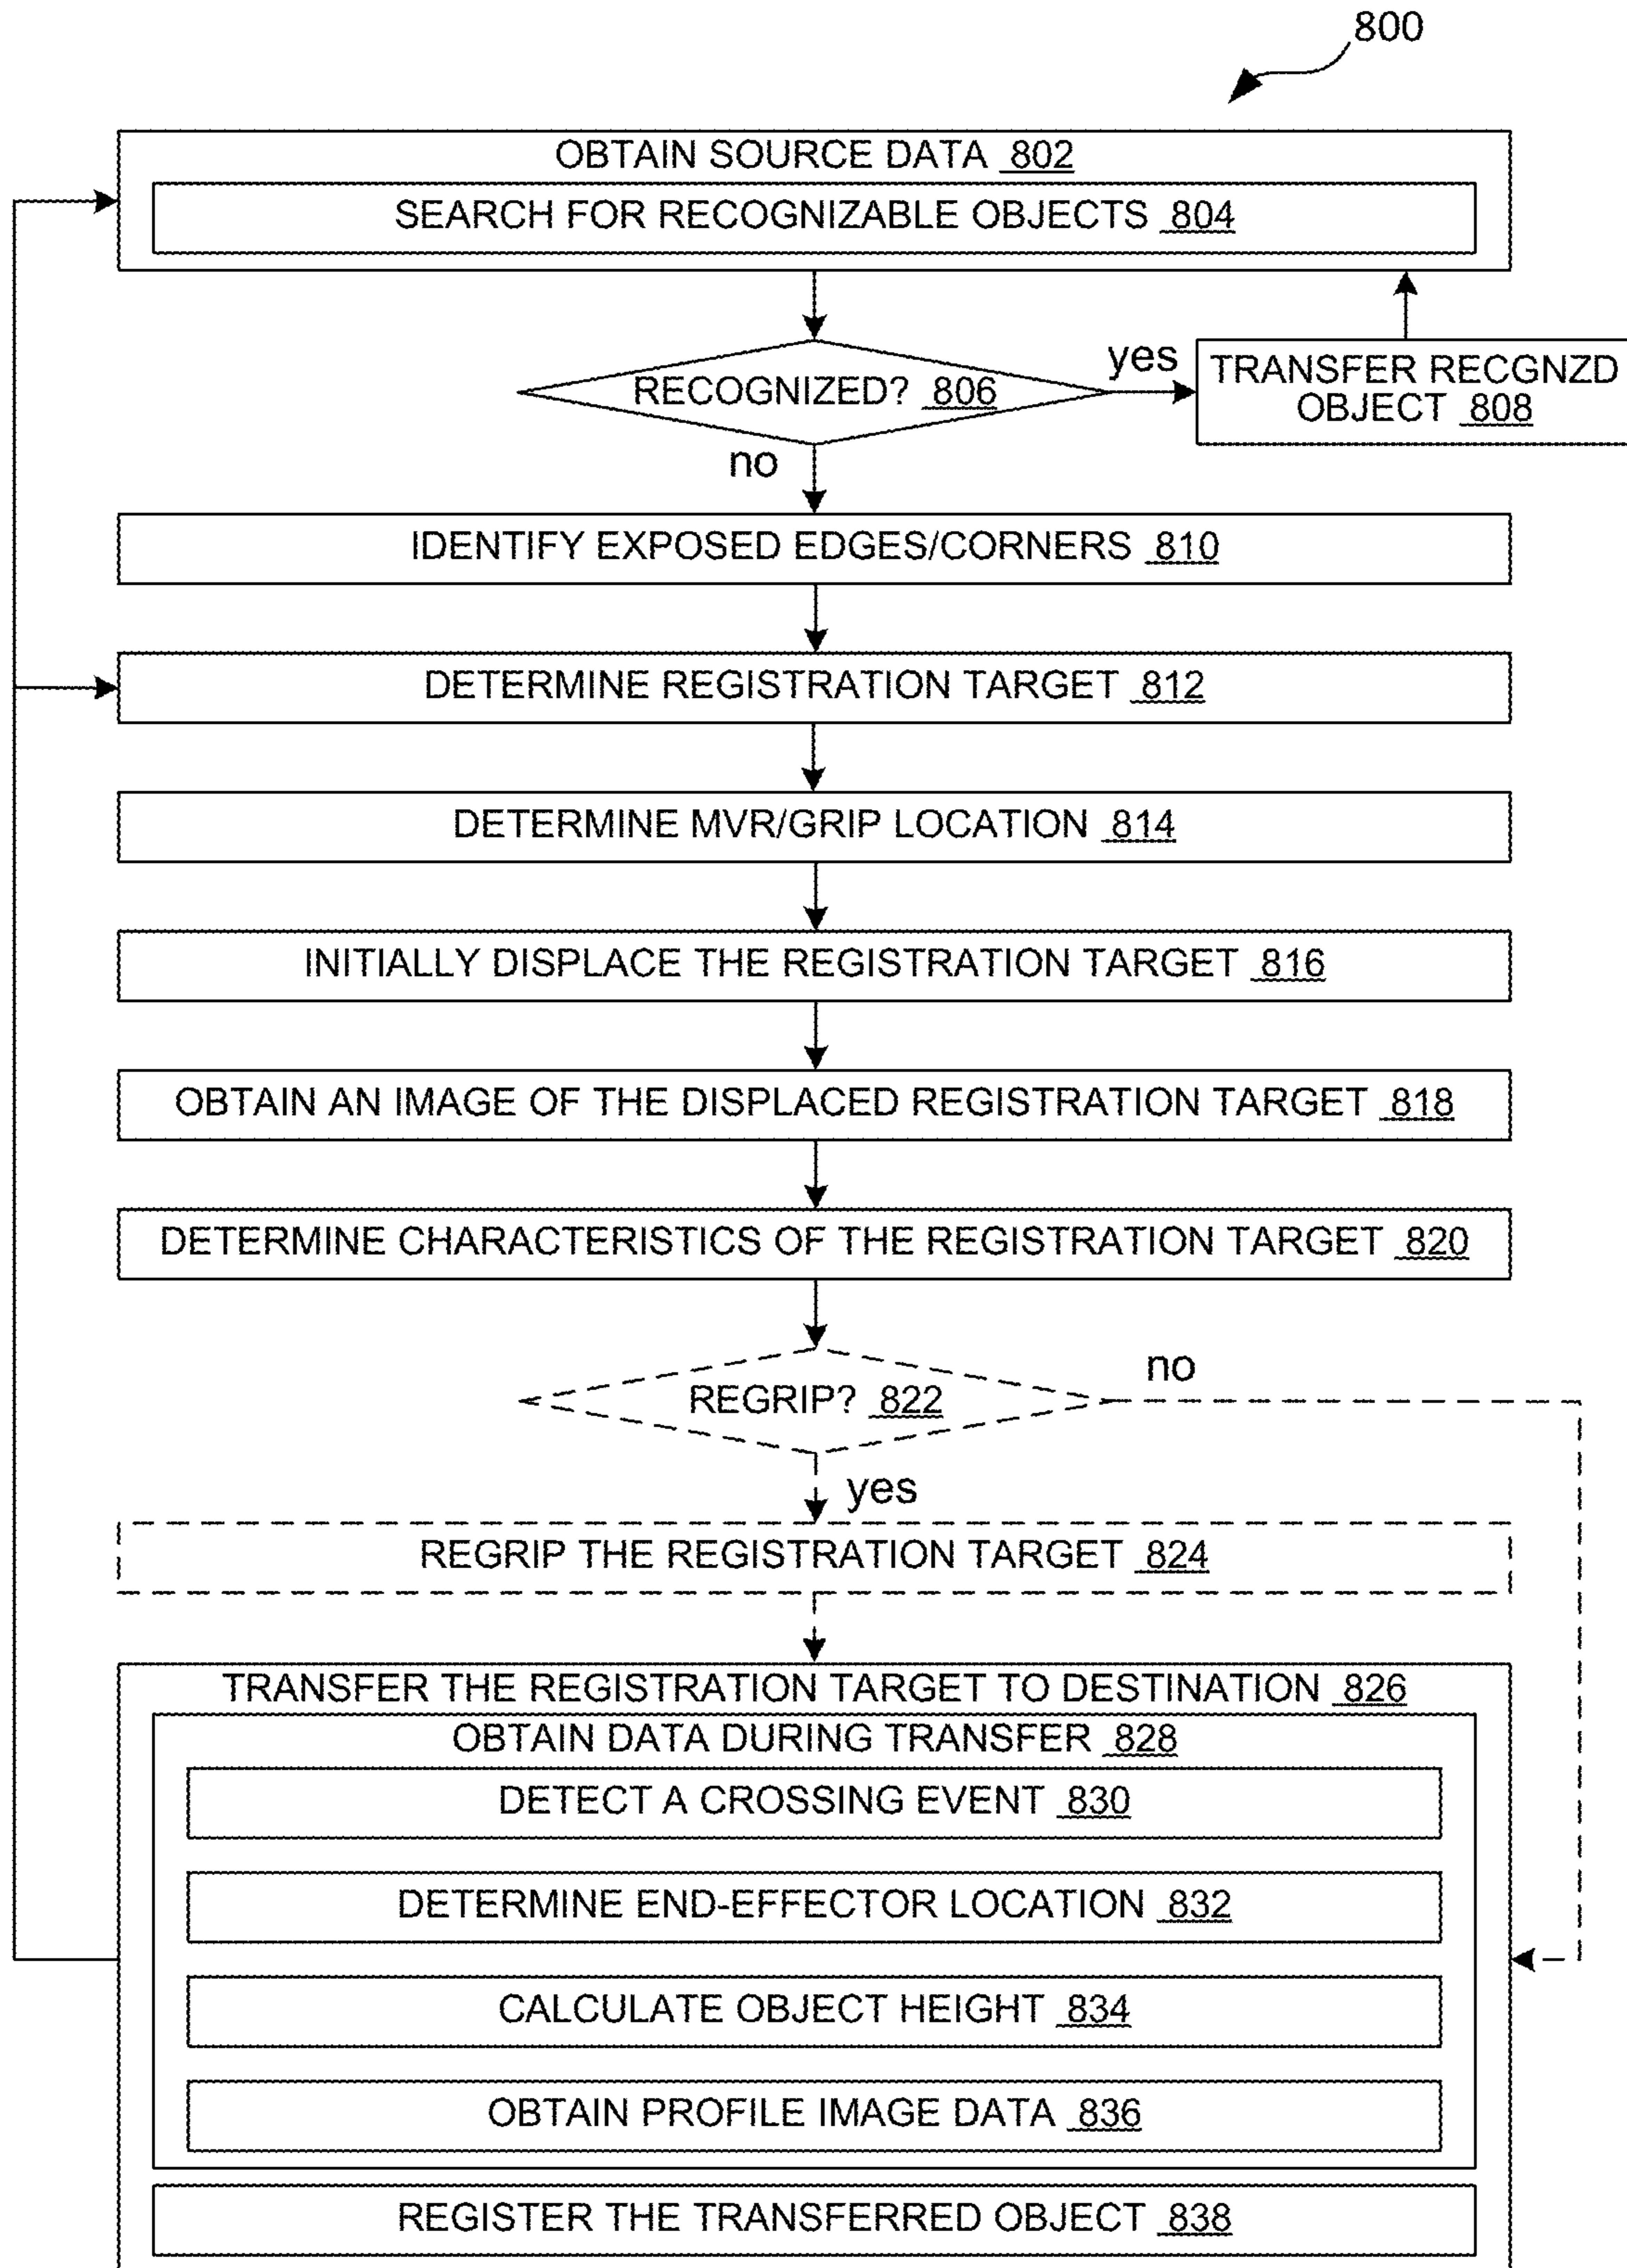 800
OBTAIN SOURCE DATA 802
SEARCH FOR RECOGNIZABLE OBJECTS 804
RECOGNIZED? 806
yes
TRANSFER RECGNZD
OBJECT 808
no
IDENTIFY EXPOSED EDGES/CORNERS 810
DETERMINE REGISTRATION TARGET 812
DETERMINE MVR/GRIP LOCATION 814
INITIALLY DISPLACE THE REGISTRATION TARGET 816
OBTAIN AN IMAGE OF THE DISPLACED REGISTRATION TARGET 818
DETERMINE CHARACTERISTICS OF THE REGISTRATION TARGET 820
REGRIP? 822
no
yes
REGRIP THE REGISTRATION TARGET 824
TRANSFER THE REGISTRATION TARGET TO DESTINATION 826
OBTAIN DATA DURING TRANSFER 828
DETECT A CROSSING EVENT 830
DETERMINE END-EFFECTOR LOCATION 832
CALCULATE OBJECT HEIGHT 834
OBTAIN PROFILE IMAGE DATA 836
REGISTER THE TRANSFERRED OBJECT 838